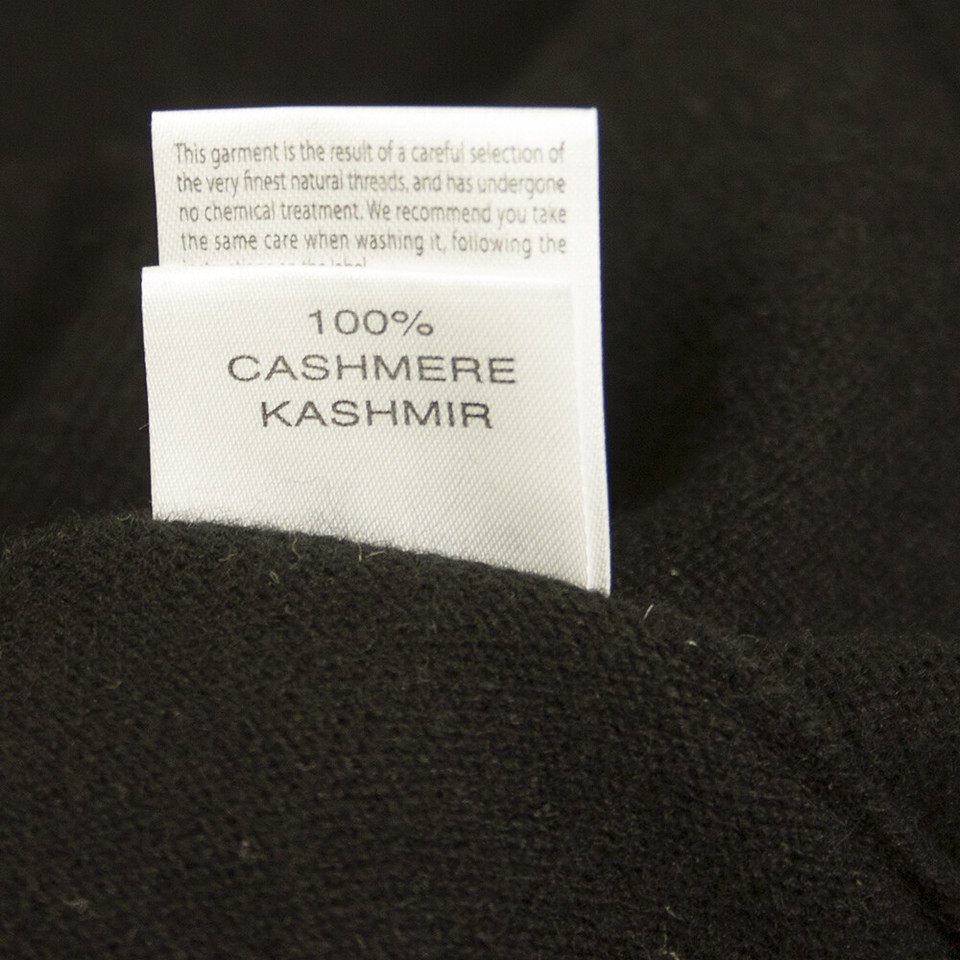 This garment is the result of a careful selection of
the very finest natural threads, and has undergone
no chemical treatment. We recommend you take
the same care when washing it, following the
100%
CASHMERE
KASHMIR